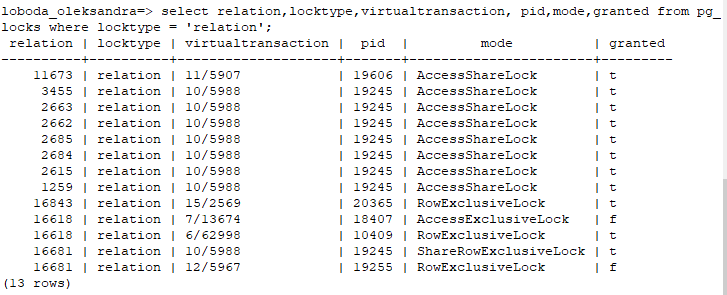 loboda_oleksandra=> select relation,locktype,virtualtransaction, pid,mode,granted from pg_
locks where locktype = 'relation';
 relation | locktype | virtualtransaction |  pid  |         mode          | granted
----------+----------+--------------------+-------+-----------------------+---------
    11673 | relation | 11/5907            | 19606 | AccessShareLock       | t
     3455 | relation | 10/5988            | 19245 | AccessShareLock       | t
     2663 | relation | 10/5988            | 19245 | AccessShareLock       | t
     2662 | relation | 10/5988            | 19245 | AccessShareLock       | t
     2685 | relation | 10/5988            | 19245 | AccessShareLock       | t
     2684 | relation | 10/5988            | 19245 | AccessShareLock       | t
     2615 | relation | 10/5988            | 19245 | AccessShareLock       | t
     1259 | relation | 10/5988            | 19245 | AccessShareLock       | t
    16843 | relation | 15/2569            | 20365 | RowExclusiveLock      | t
    16618 | relation | 7/13674            | 18407 | AccessExclusiveLock   | f
    16618 | relation | 6/62998            | 10409 | RowExclusiveLock      | t
    16681 | relation | 10/5988            | 19245 | ShareRowExclusiveLock | t
    16681 | relation | 12/5967            | 19255 | RowExclusiveLock      | f
(13 rows)